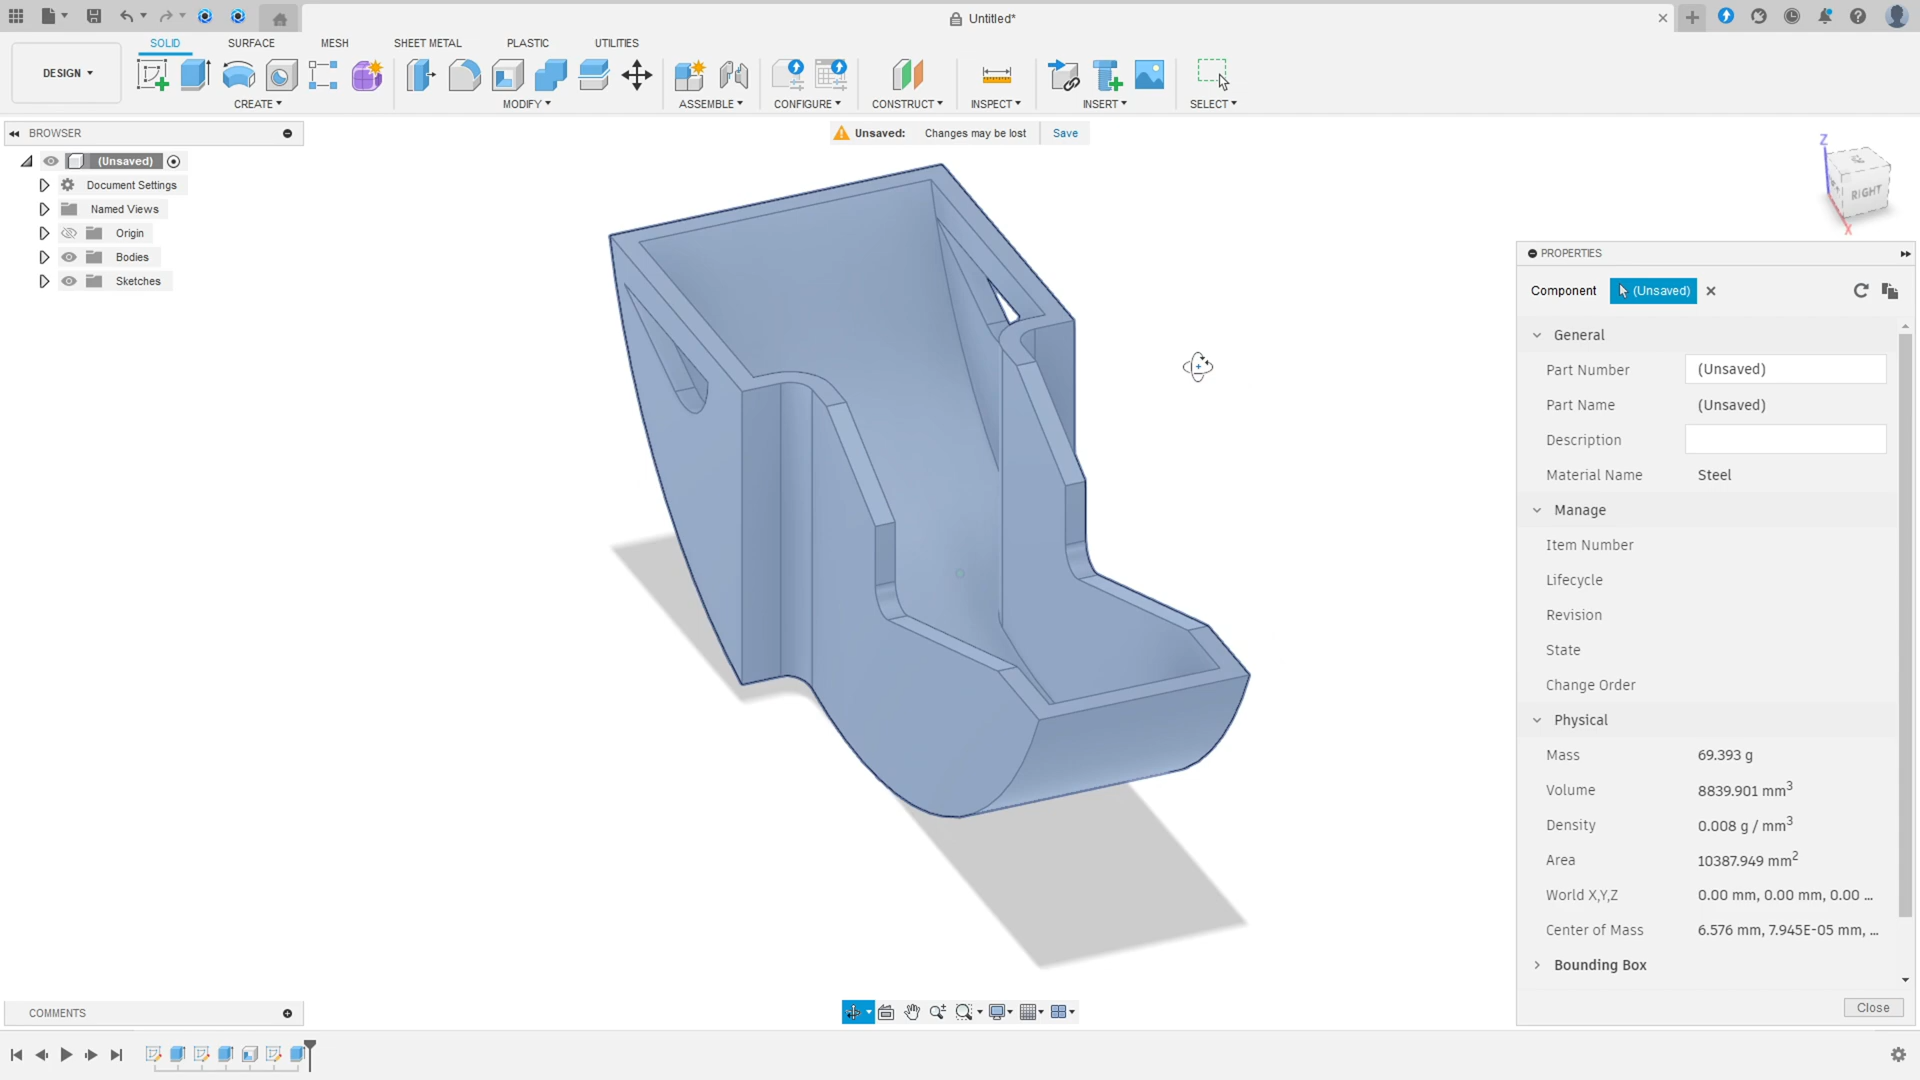 Untitled*
SOLID SURFACE MESH SHEET METAL PLASTIC UTILITIES
DESIGN
CREATE MODIFY ASSEMBLE CONFIGURE CONSTRUCT INSPECT INSERT SELECT
BROWSER
Unsaved: Changes may be lost Save
(Unsaved)
Document Settings
Named Views
Origin
Bodies
Sketches
Z
RIGHT
X
PROPERTIES
Component (Unsaved)
General
Part Number (Unsaved)
Part Name (Unsaved)
Description
Material Name Steel
Manage
Item Number
Lifecycle
Revision
State
Change Order
Physical
Mass 69.393 g
Volume 8839.901 mm3
Density 0.008 g / mm3
Area 10387.949 mm2
World X,Y,Z 0.00 mm, 0.00 mm, 0.00 ...
Center of Mass 6.576 mm, 7.945E-05 mm, ...
Bounding Box
Close
COMMENTS